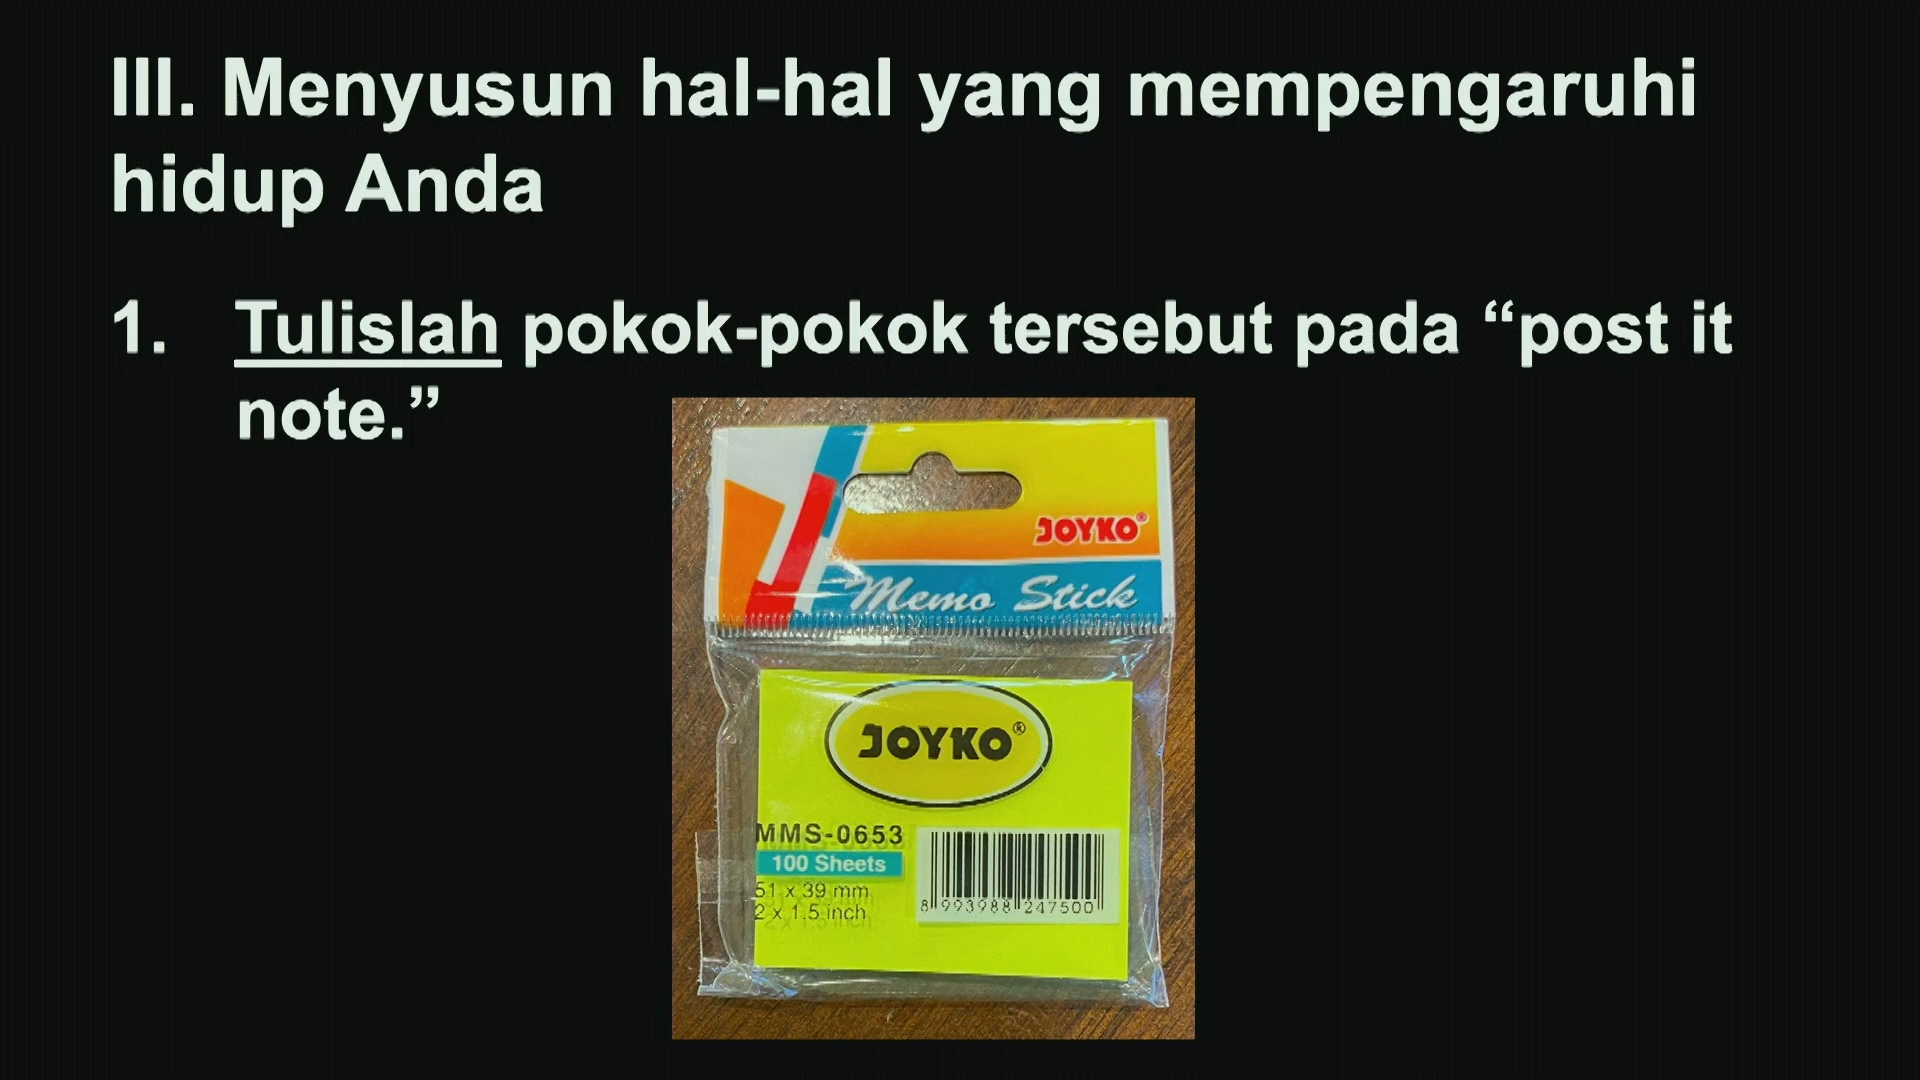 III. Menyusun hal-hal yang mempengaruhi
hidup Anda
1. Tulislah pokok-pokok tersebut pada “post it
note.”
JOYKO®
Memo Stick
JOYKO®
MMS-0653
100 Sheets
51 x 39 mm
2 x 1.5 inch
8 993988 247500